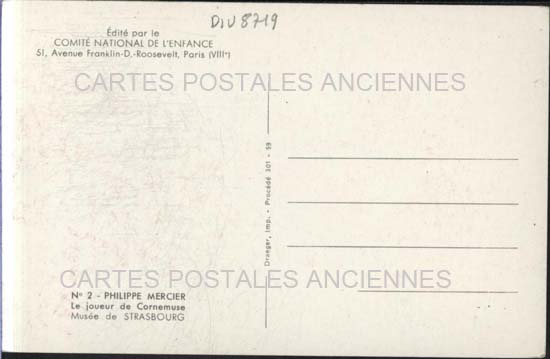 DIV8719
Édité par le
COMITÉ NATIONAL DE L'ENFANCE
51, Avenue Franklin-D.-Roosevelt, Paris (VIIIe)
CARTES POSTALES ANCIENNES
Draeger, Imp. - Procédé 301 - 59
CARTES POSTALES ANCIENNES
No 2 - PHILIPPE MERCIER
Le joueur de Cornemuse
Musée de STRASBOURG